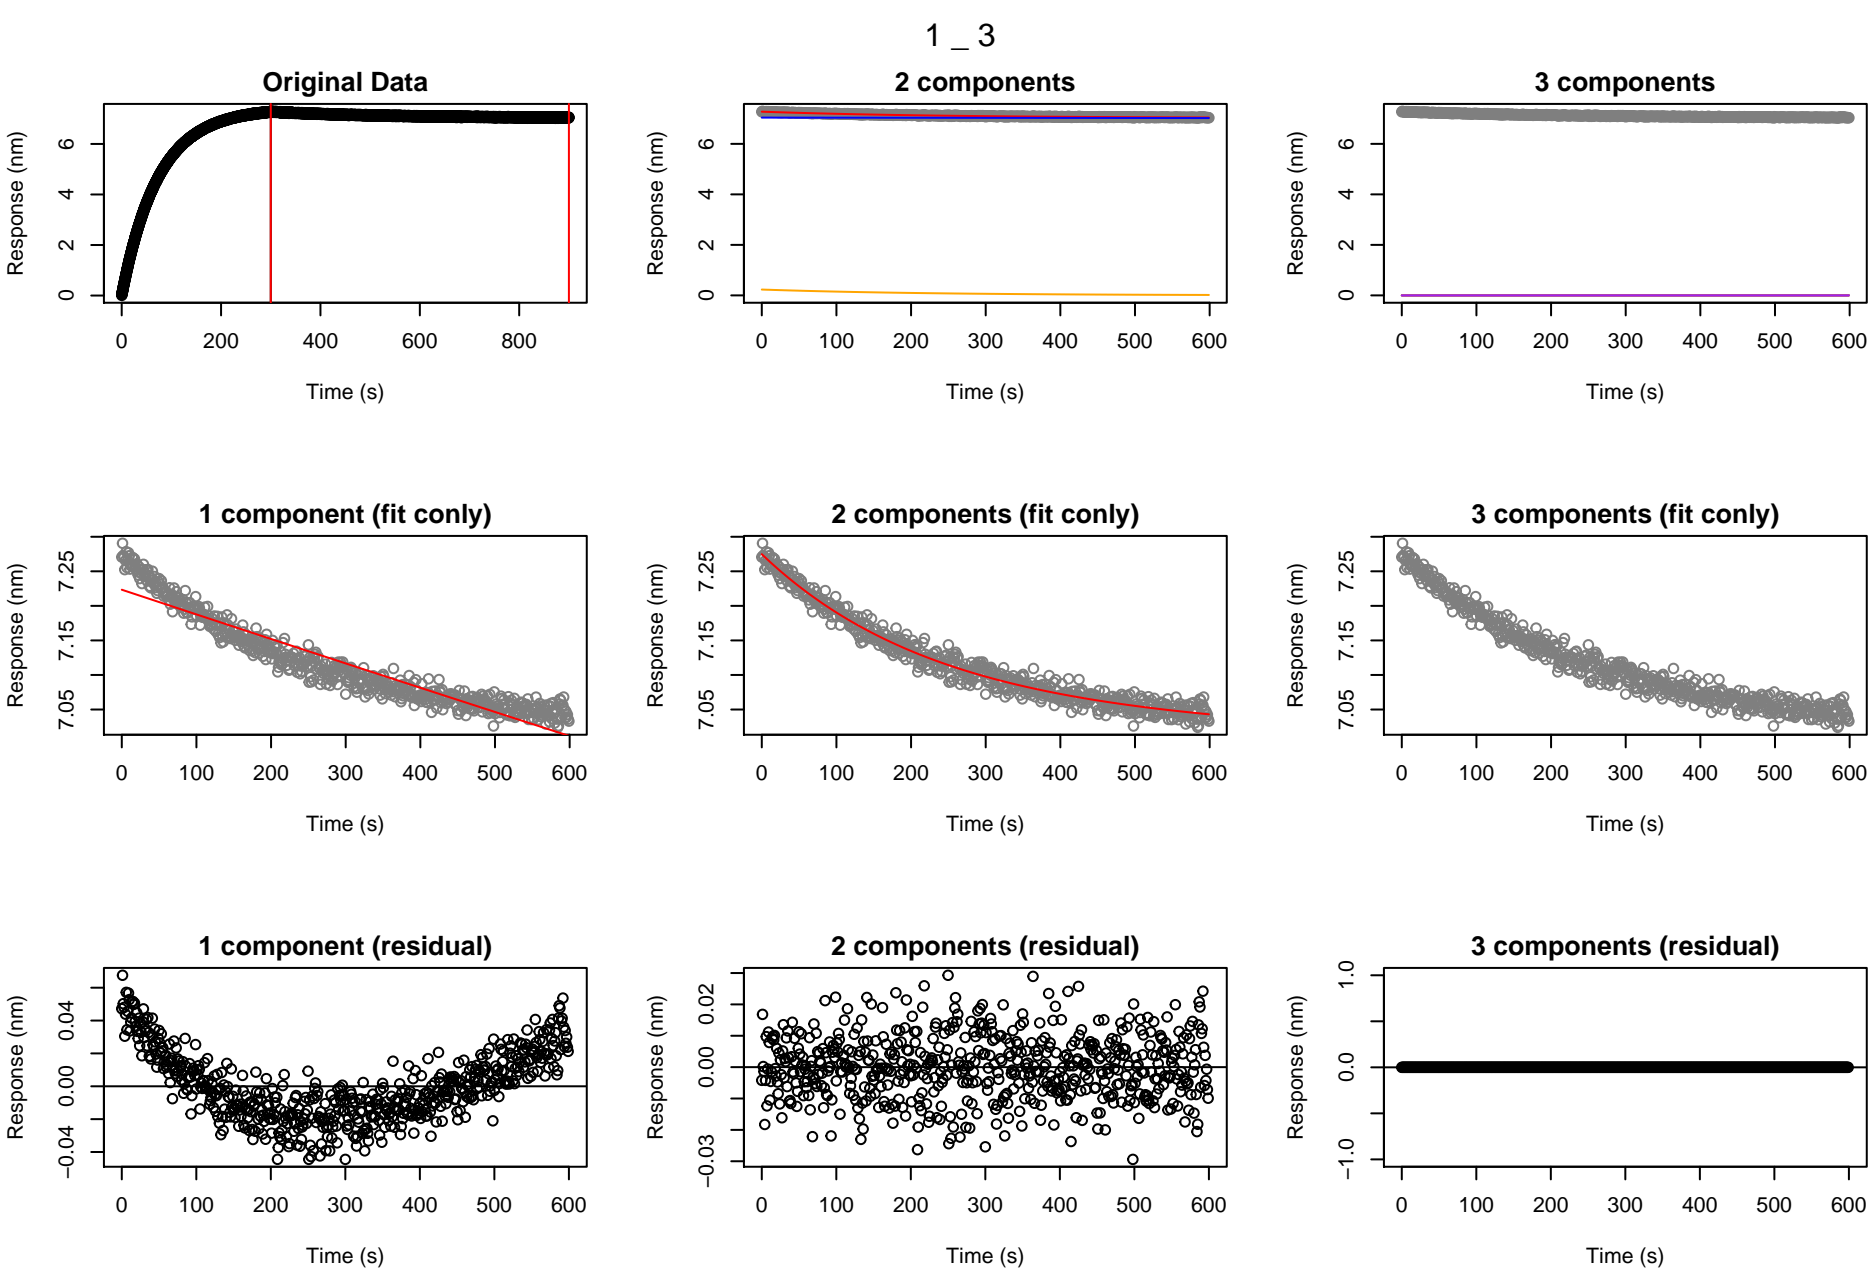 1 _ 3
Original Data
Response (nm)
0 2 4 6
0 200 400 600 800
Time (s)
2 components
Response (nm)
0 2 4 6
0 100 200 300 400 500 600
Time (s)
3 components
Response (nm)
0 2 4 6
0 100 200 300 400 500 600
Time (s)
1 component (fit conly)
Response (nm)
7.05 7.15 7.25
0 100 200 300 400 500 600
Time (s)
2 components (fit conly)
Response (nm)
7.05 7.15 7.25
0 100 200 300 400 500 600
Time (s)
3 components (fit conly)
Response (nm)
7.05 7.15 7.25
0 100 200 300 400 500 600
Time (s)
1 component (residual)
Response (nm)
−0.04 0.00 0.04
0 100 200 300 400 500 600
Time (s)
2 components (residual)
Response (nm)
−0.03 0.00 0.02
0 100 200 300 400 500 600
Time (s)
3 components (residual)
Response (nm)
−1.0 0.0 1.0
0 100 200 300 400 500 600
Time (s)